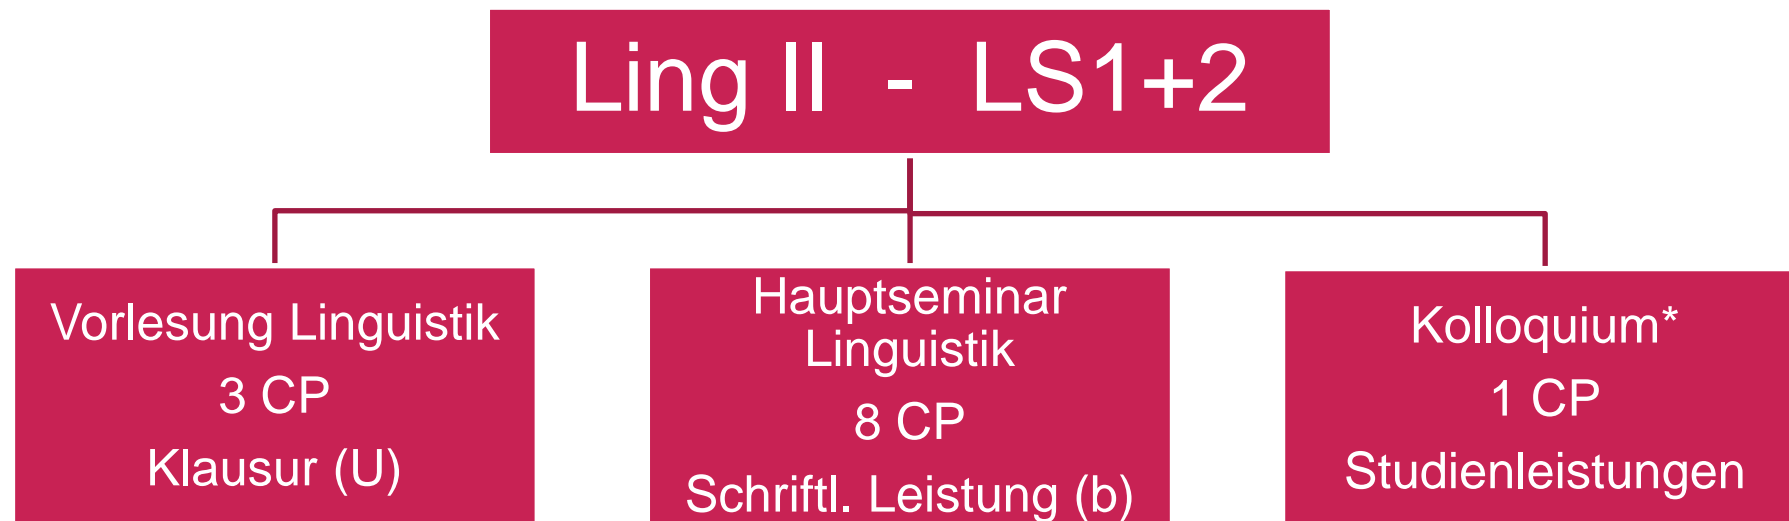 Ling II - LS1+2
Vorlesung Linguistik
3 CP
Klausur (U)
Hauptseminar
Linguistik
8 CP
Schriftl. Leistung (b)
Kolloquium*
1 CP
Studienleistungen